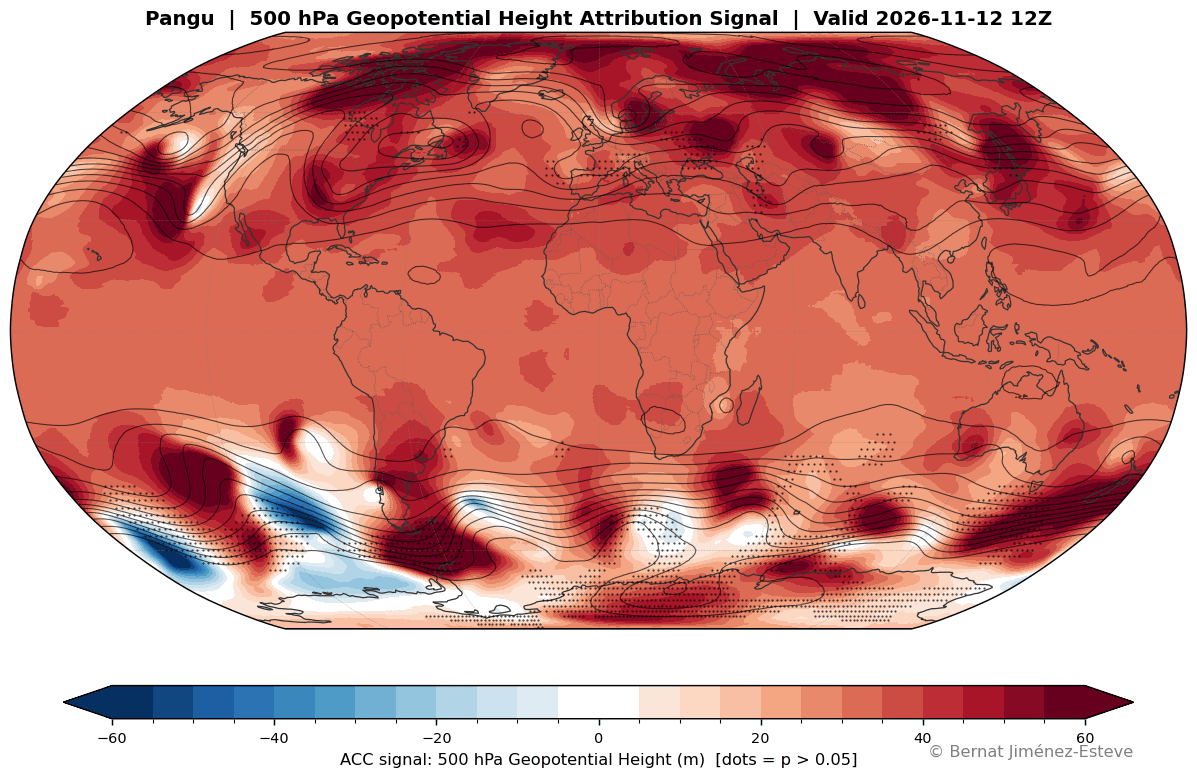 Pangu | 500 hPa Geopotential Height Attribution Signal | Valid 2026-11-12 12Z
−60 −40 −20 0 20 40 60
ACC signal: 500 hPa Geopotential Height (m) [dots = p > 0.05]
© Bernat Jiménez-Esteve